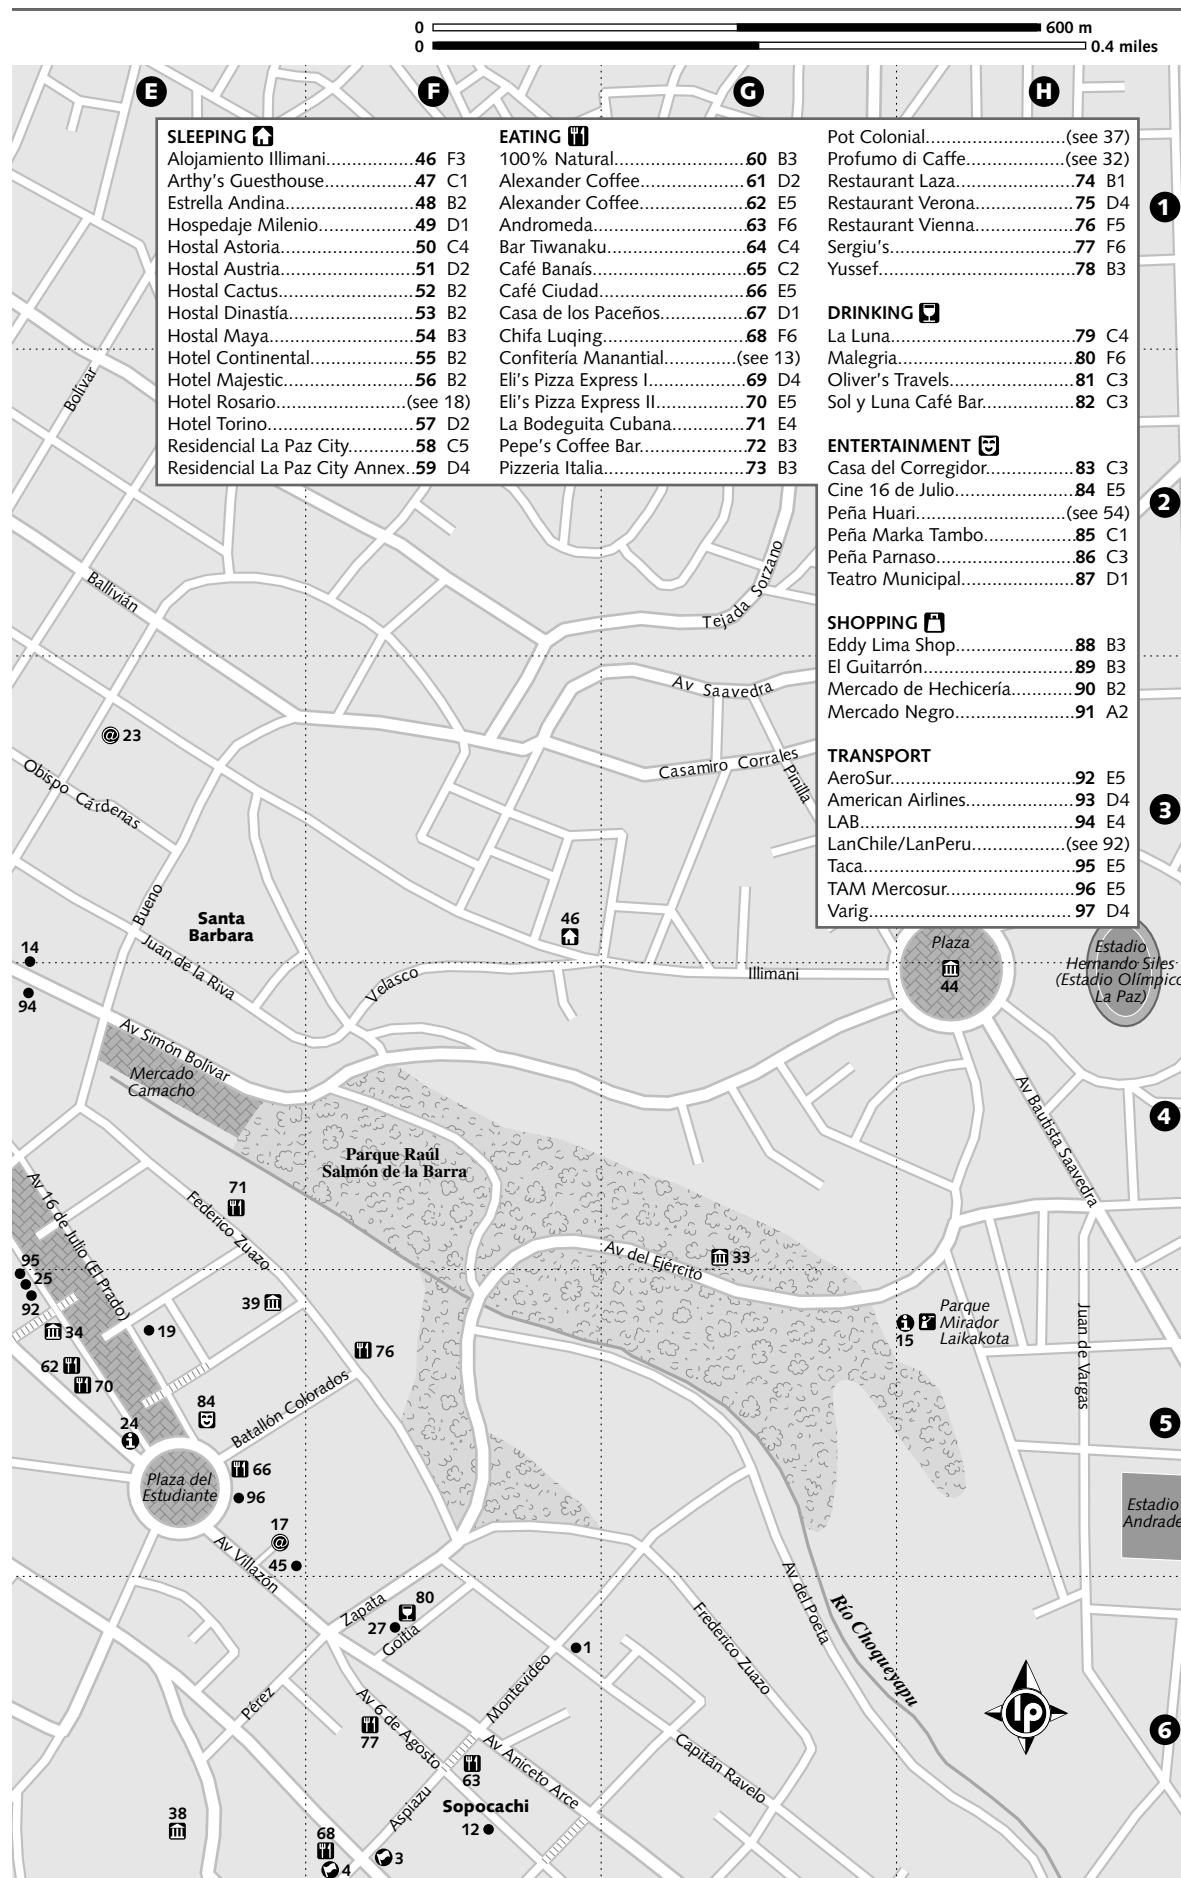 0 600 m
0 0.4 miles
E F G H
SLEEPING
Alojamiento Illimani.................46 F3
Arthy's Guesthouse..................47 C1
Estrella Andina.........................48 B2
Hospedaje Milenio...................49 D1
Hostal Astoria..........................50 C4
Hostal Austria..........................51 D2
Hostal Cactus...........................52 B2
Hostal Dinastía.........................53 B2
Hostal Maya.............................54 B3
Hotel Continental.....................55 B2
Hotel Majestic..........................56 B2
Hotel Rosario.......................(see 18)
Hotel Torino.............................57 D2
Residencial La Paz City.............58 C5
Residencial La Paz City Annex..59 D4
EATING
100% Natural..........................60 B3
Alexander Coffee.....................61 D2
Alexander Coffee.....................62 E5
Andromeda..............................63 F6
Bar Tiwanaku...........................64 C4
Café Banaís..............................65 C2
Café Ciudad.............................66 E5
Casa de los Paceños.................67 D1
Chifa Luqing............................68 F6
Confitería Manantial............(see 13)
Eli's Pizza Express I...................69 D4
Eli's Pizza Express II..................70 E5
La Bodeguita Cubana...............71 E4
Pepe's Coffee Bar.....................72 B3
Pizzeria Italia............................73 B3
Pot Colonial.......................(see 37)
Profumo di Caffe................(see 32)
Restaurant Laza........................74 B1
Restaurant Verona....................75 D4
Restaurant Vienna....................76 F5
Sergiu's....................................77 F6
Yussef......................................78 B3
DRINKING
La Luna....................................79 C4
Malegria..................................80 F6
Oliver's Travels.........................81 C3
Sol y Luna Café Bar..................82 C3
ENTERTAINMENT
Casa del Corregidor..................83 C3
Cine 16 de Julio.......................84 E5
Peña Huari.........................(see 54)
Peña Marka Tambo..................85 C1
Peña Parnaso...........................86 C3
Teatro Municipal......................87 D1
SHOPPING
Eddy Lima Shop.......................88 B3
El Guitarrón.............................89 B3
Mercado de Hechicería.............90 B2
Mercado Negro........................91 A2
TRANSPORT
AeroSur...................................92 E5
American Airlines......................93 D4
LAB..........................................94 E4
LanChile/LanPeru................(see 92)
Taca.........................................95 E5
TAM Mercosur.........................96 E5
Varig........................................97 D4
1
Bolívar
2
Ballivián
Tejada Sorzano
Av Saavedra
@ 23
Casamiro Corrales
Pinilla
Obispo Cárdenas
3
Bueno
Santa
Barbara
46
Juan de la Riva
14
94
Velasco
Illimani
Plaza
44
Estadio
Hernando Siles
(Estadio Olímpico
La Paz)
Av Simón Bolívar
Mercado
Camacho
Av Bautista Saavedra
4
Parque Raúl
Salmón de la Barra
Av 16 de Julio (El Prado)
Federico Zuazo
71
Av del Ejército
33
95
25
92
39
34
19
15
Parque
Mirador
Laikakota
Juan de Vargas
62
70
76
84
24
Batallón Colorados
5
66
Plaza del
Estudiante
96
Estadio
Andrade
17
@
45
Av Villazón
Av del Poeta
Río Choqueyapu
Zapata
80
27
Goitia
1
Frederico Zuazo
Montevideo
lp
6
Pérez
Av 6 de Agosto
77
Av Aniceto Arce
Capitán Ravelo
63
Aspiazu
Sopocachi
38
12
68
3
4